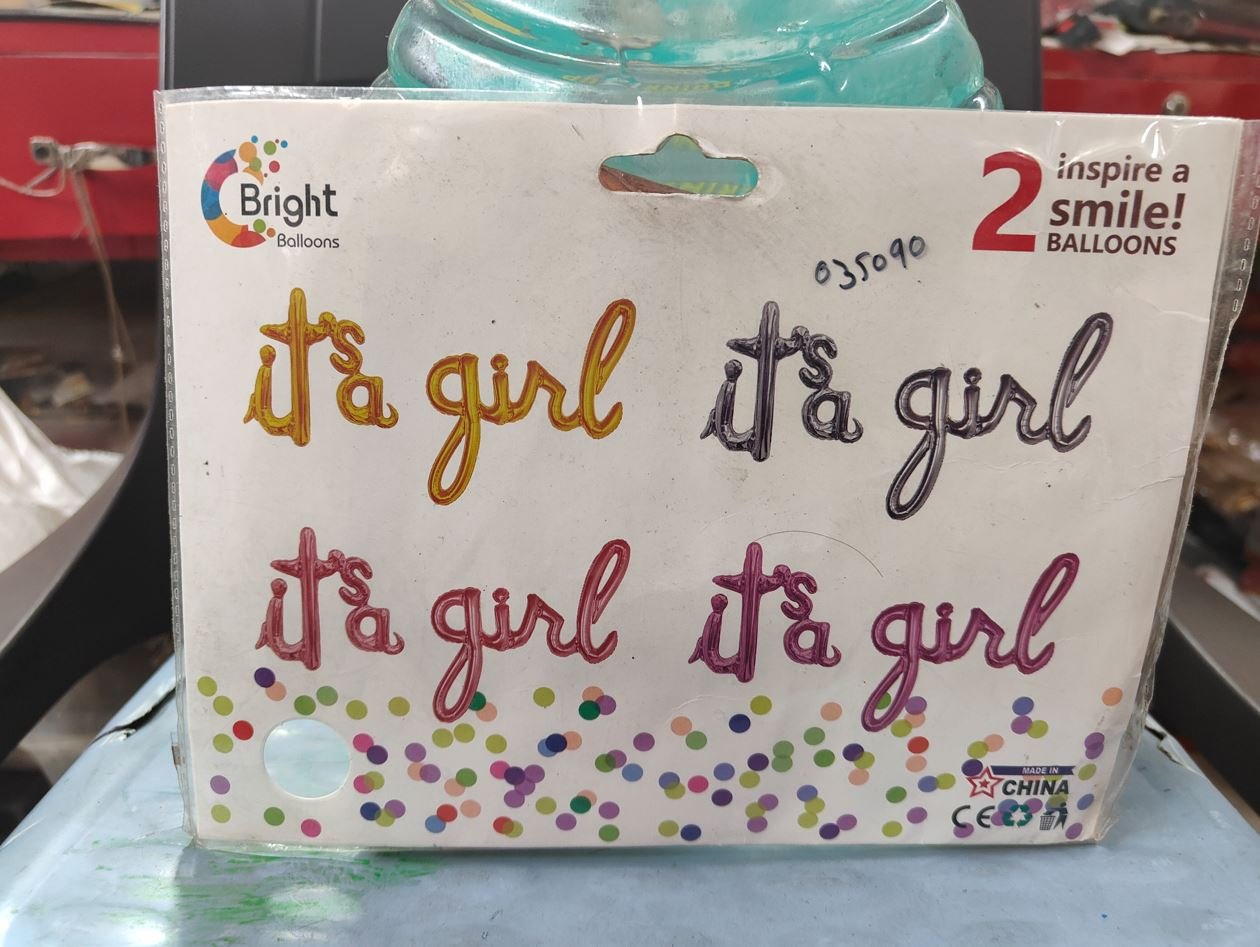 Bright
Balloons
2 inspire a
smile!
BALLOONS
035090
it's
a girl
it's
a girl
it's
a girl
it's
a girl
MADE IN
CHINA
CE